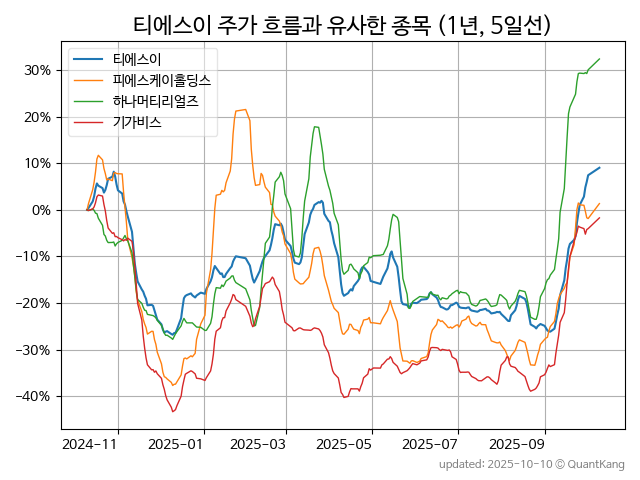 티에스이 주가 흐름과 유사한 종목 (1년, 5일선)
티에스이
피에스케이홀딩스
하나머티리얼즈
기가비스
30%
20%
10%
0%
−10%
−20%
−30%
−40%
2024-11 2025-01 2025-03 2025-05 2025-07 2025-09
updated: 2025-10-10 © QuantKang